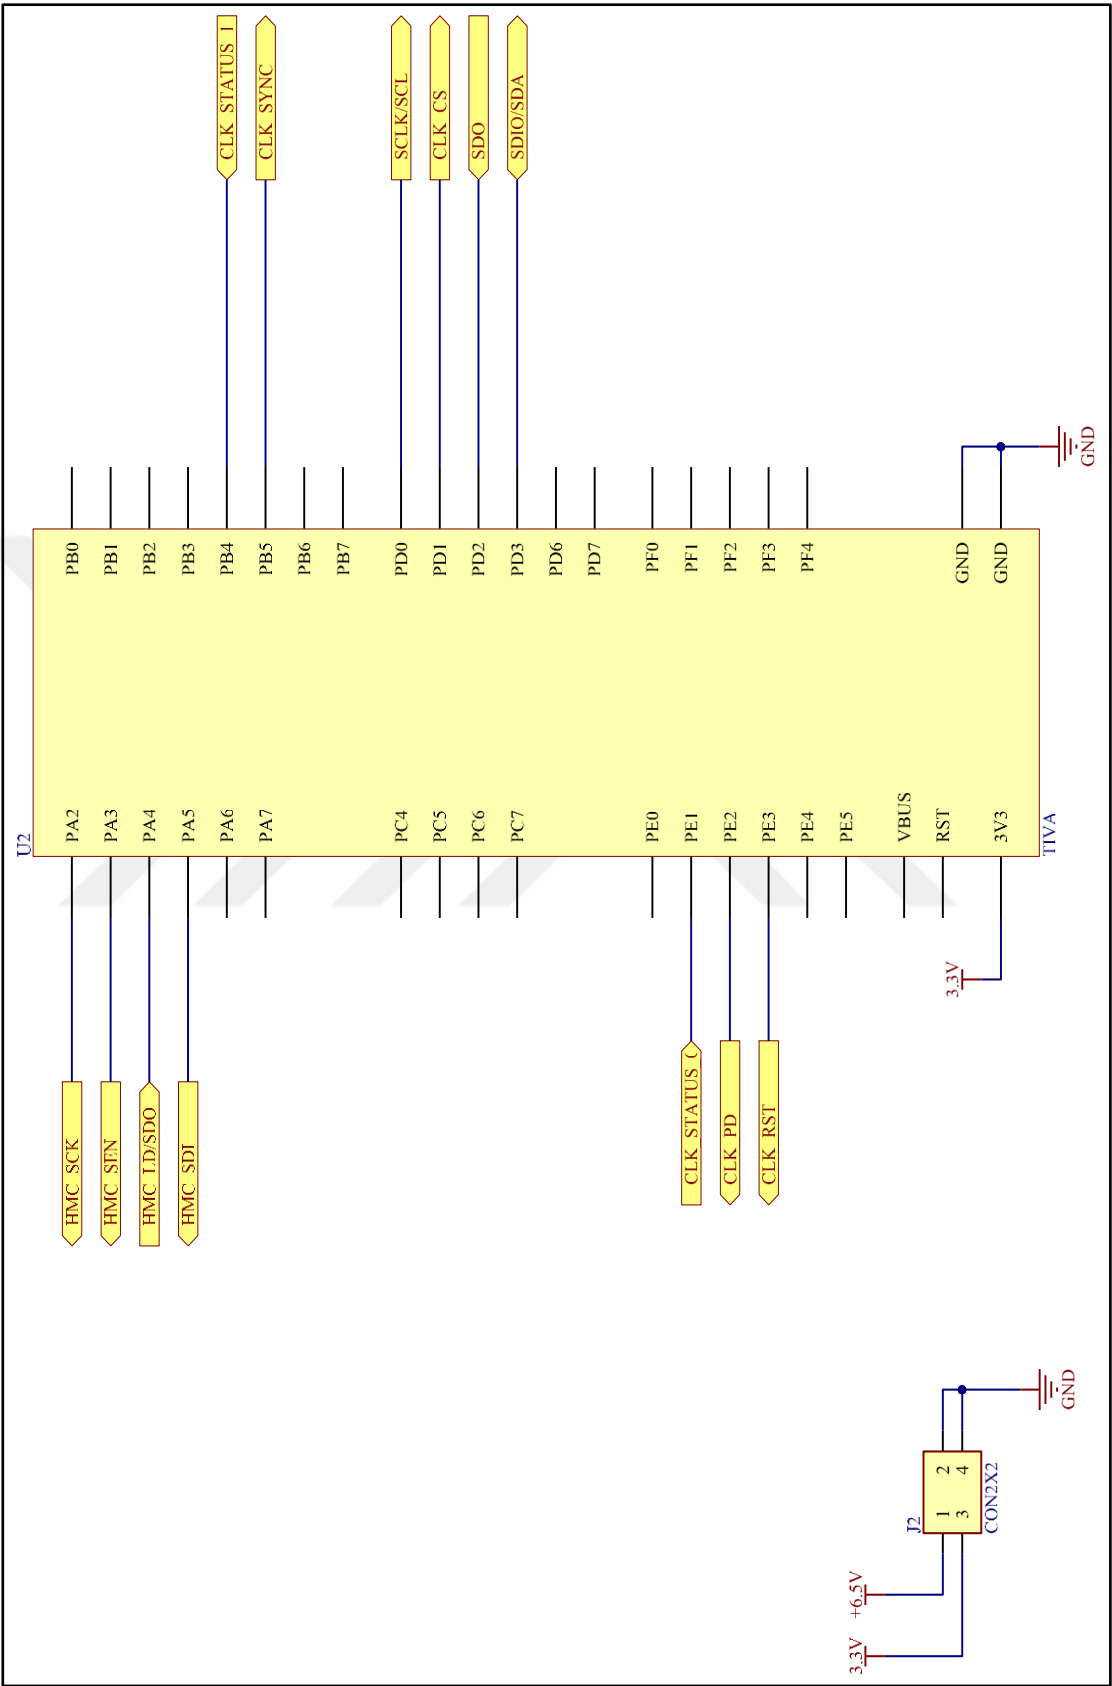 U2
HMC_SCK
PA2
PB0
HMC_SEN
PA3
PB1
HMC_LD/SDO
PA4
PB2
HMC_SDI
PA5
PB3
PA6
PB4
CLK_STATUS_1
PA7
PB5
CLK_SYNC
PB6
PB7
PC4
PD0
SCLK/SCL
PC5
PD1
CLK_CS
PC6
PD2
SDO
PC7
PD3
SDIO/SDA
PD6
PD7
PE0
PF0
CLK_STATUS_0
PE1
PF1
CLK_PD
PE2
PF2
CLK_RST
PE3
PF3
PE4
PF4
PE5
VBUS
RST
GND
3.3V
3V3
GND
TIVA
GND
3.3V
+6.5V
J2
1
2
3
4
CON2X2
GND